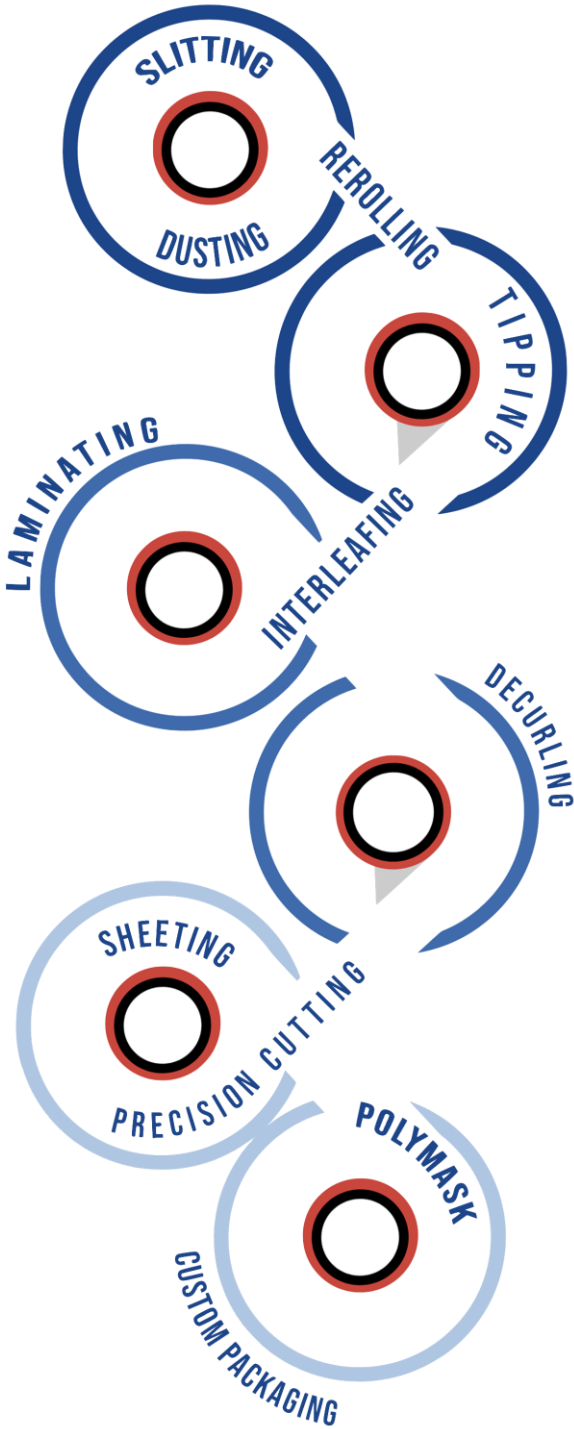 SLITTING
REROLLING
DUSTING
TIPPING
LAMINATING
INTERLEAFING
DECURLING
SHEETING
PRECISION CUTTING
POLYMASK
CUSTOM PACKAGING